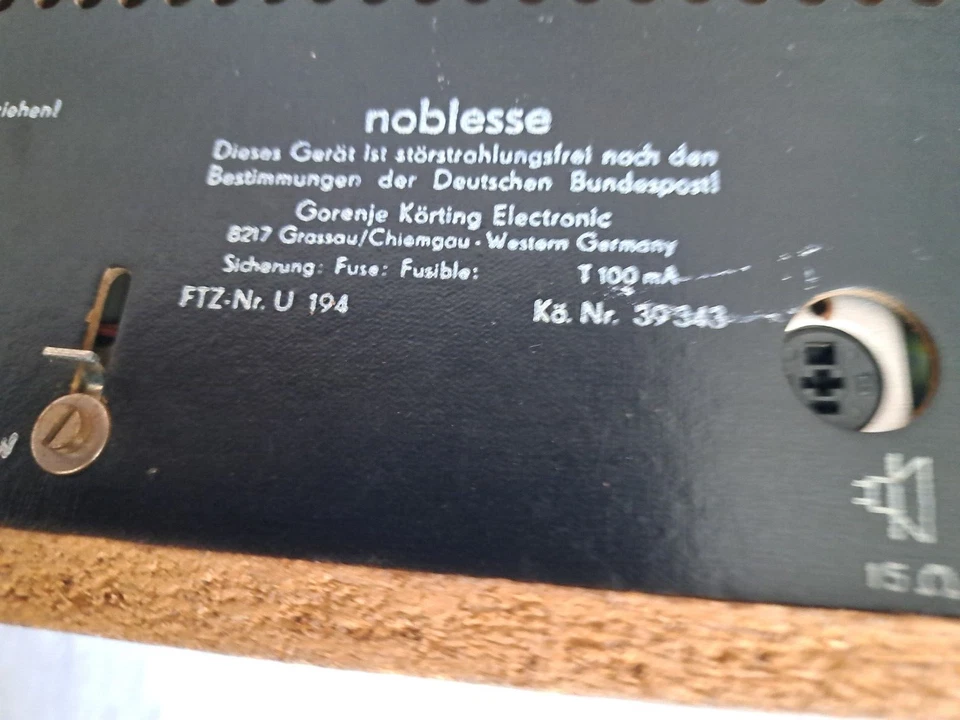 ziehen!
noblesse
Dieses Gerät ist störstrahlungsfrei nach den
Bestimmungen der Deutschen Bundespost!
Gorenje Körting Electronic
8217 Grassau/Chiemgau · Western Germany
Sicherung: Fuse: Fusible: T 100 mA
FTZ-Nr. U 194 Kö. Nr. 39343
15 Ω